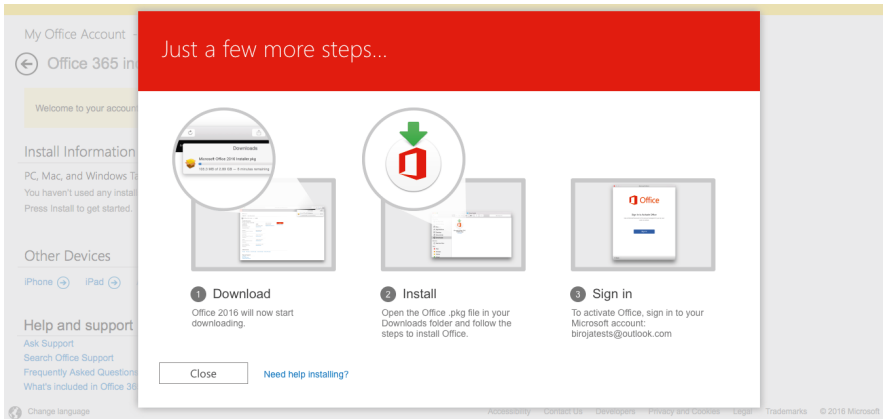 My Office Account
Just a few more steps...
Office 365 in
Welcome to your accoun
Install Information
PC, Mac, and Windows Ta
You haven't used any instal
Press Install to get started.
Other Devices
iPhone
iPad
Help and support
Ask Support
Search Office Support
Frequently Asked Questions
What's included in Office 36
Downloads
Microsoft Office 2016 Installer.pkg
Office
1 Download
Office 2016 will now start
downloading.
2 Install
Open the Office .pkg file in your
Downloads folder and follow the
steps to install Office.
3 Sign in
To activate Office, sign in to your
Microsoft account:
birojatests@outlook.com
Close
Need help installing?
Change language
Accessibility Contact Us Developers Privacy and Cookies Legal Trademarks © 2016 Microsoft